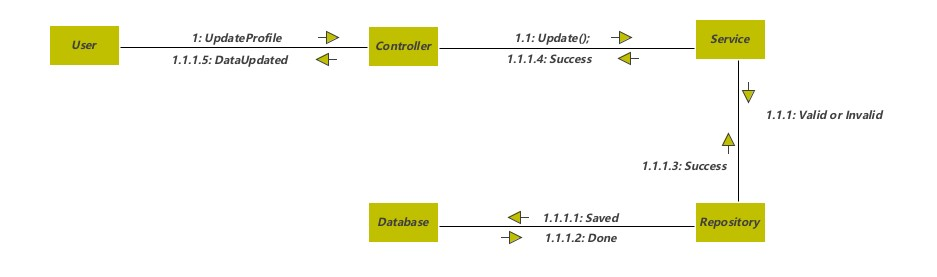 User
1: UpdateProfile
1.1.1.5: DataUpdated
Controller
1.1: Update();
1.1.1.4: Success
Service
1.1.1: Valid or Invalid
1.1.1.3: Success
Database
1.1.1.1: Saved
1.1.1.2: Done
Repository